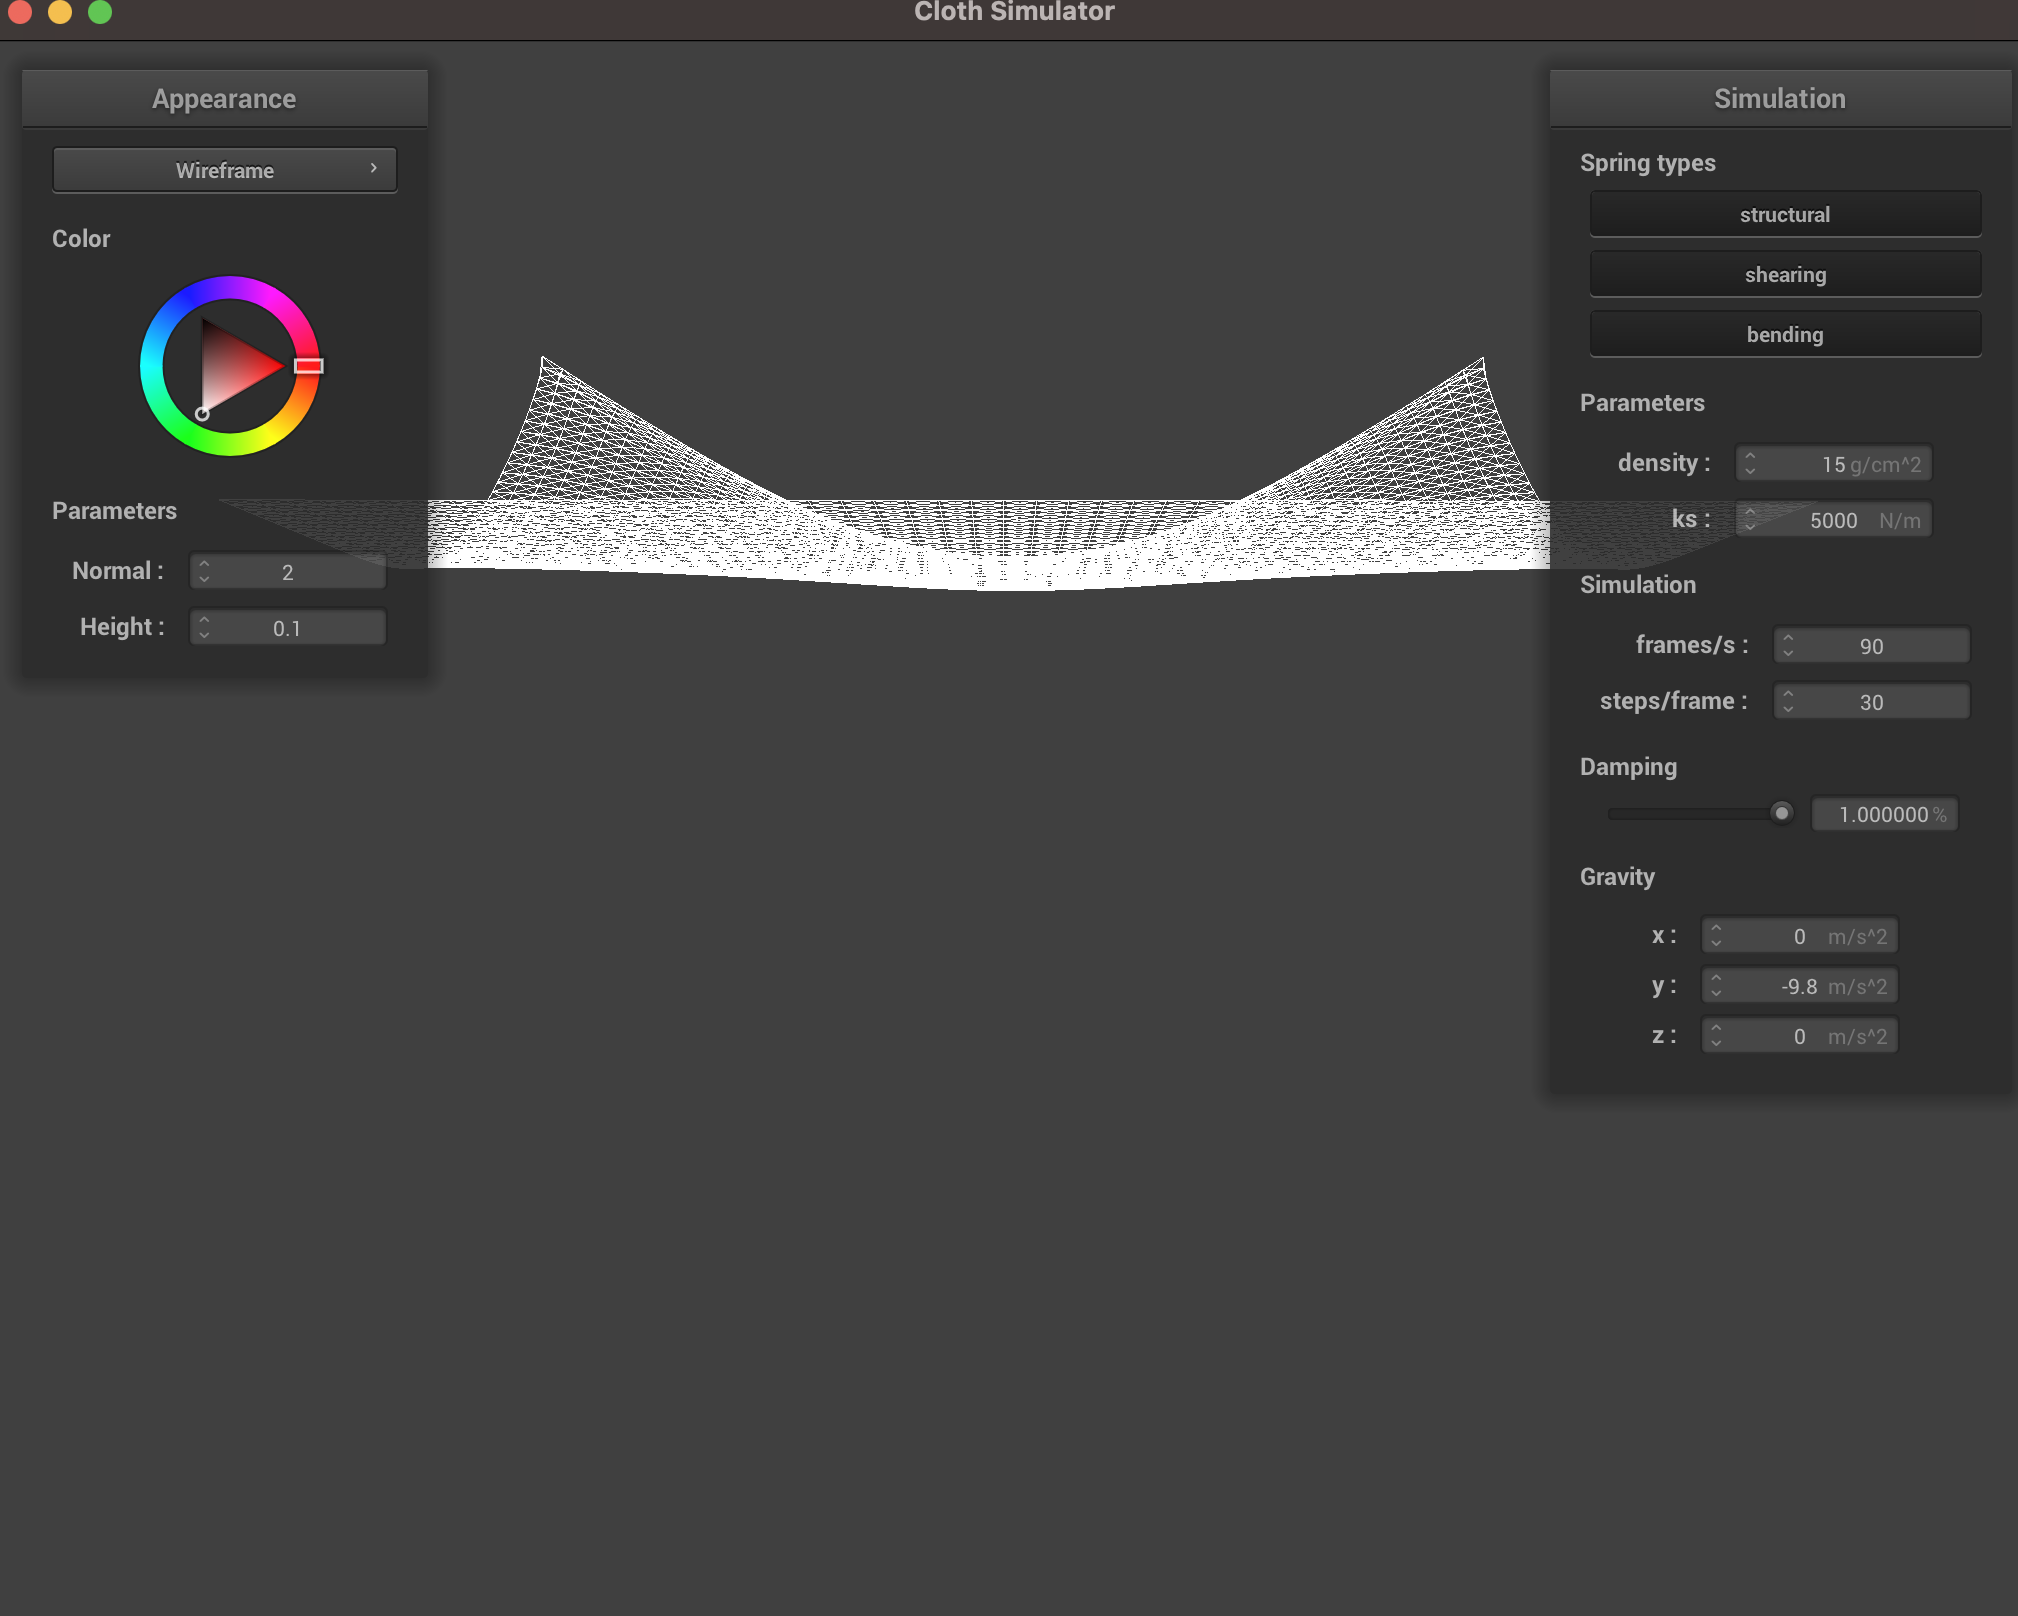 Cloth Simulator
Appearance
Wireframe
Color
Parameters
Normal : 2
Height : 0.1
Simulation
Spring types
structural
shearing
bending
Parameters
density : 15 g/cm^2
ks : 5000 N/m
Simulation
frames/s : 90
steps/frame : 30
Damping
1.000000 %
Gravity
x : 0 m/s^2
y : -9.8 m/s^2
z : 0 m/s^2